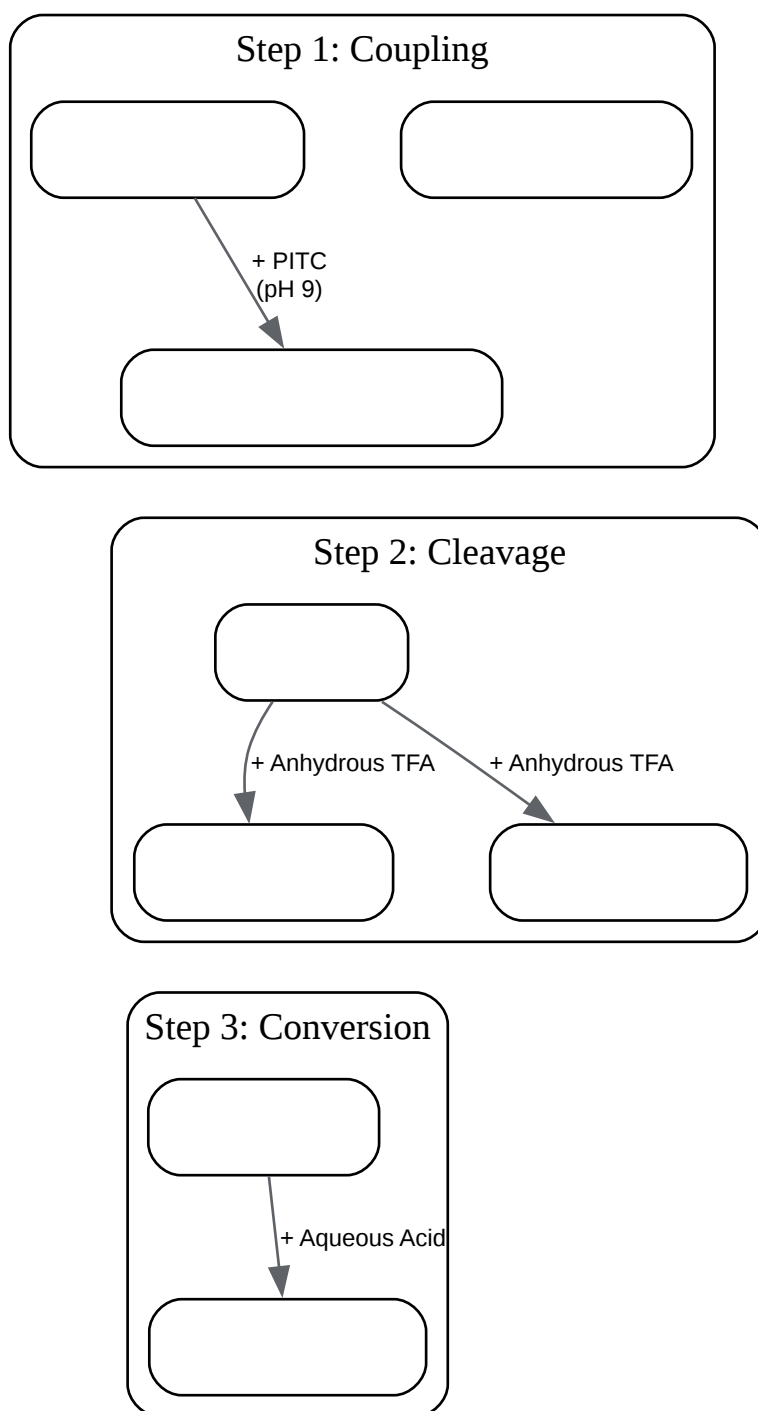 Step 1: Coupling
+ PITC
(pH 9)
Step 2: Cleavage
+ Anhydrous TFA
+ Anhydrous TFA
Step 3: Conversion
+ Aqueous Acid